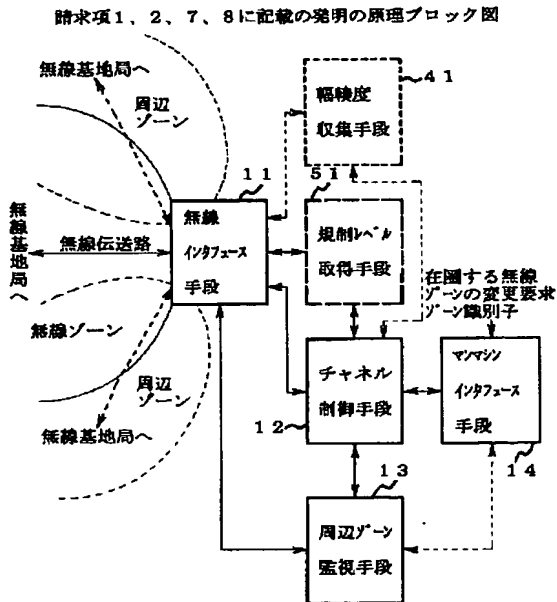 請求項１、２、７、８に記載の発明の原理ブロック図
無線基地局へ
周辺
ゾーン
４１
輻輳度
収集手段
１１
５１
無線
インタフェース
手段
規制レベル
取得手段
無線基地局へ
無線伝送路
在圏する無線
ゾーンの変更要求
ゾーン識別子
無線ゾーン
周辺
ゾーン
無線基地局へ
チャネル
制御手段
１２
マンマシン
インタフェース
手段
１４
１３
周辺ゾーン
監視手段